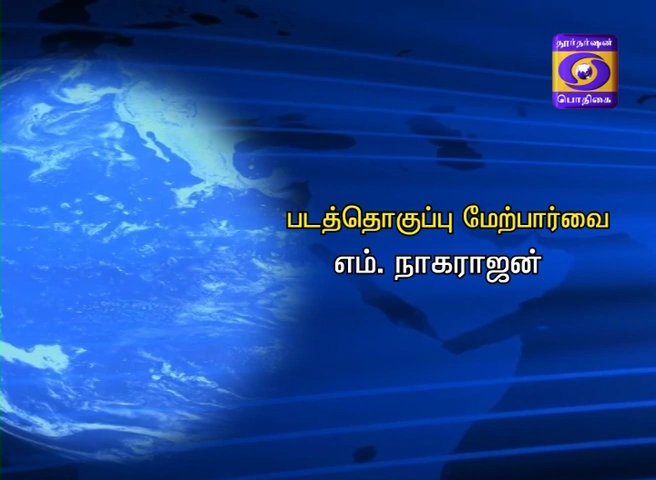 தூர்தர்ஷன்
பொதிகை
படத்தொகுப்பு மேற்பார்வை
எம். நாகராஜன்